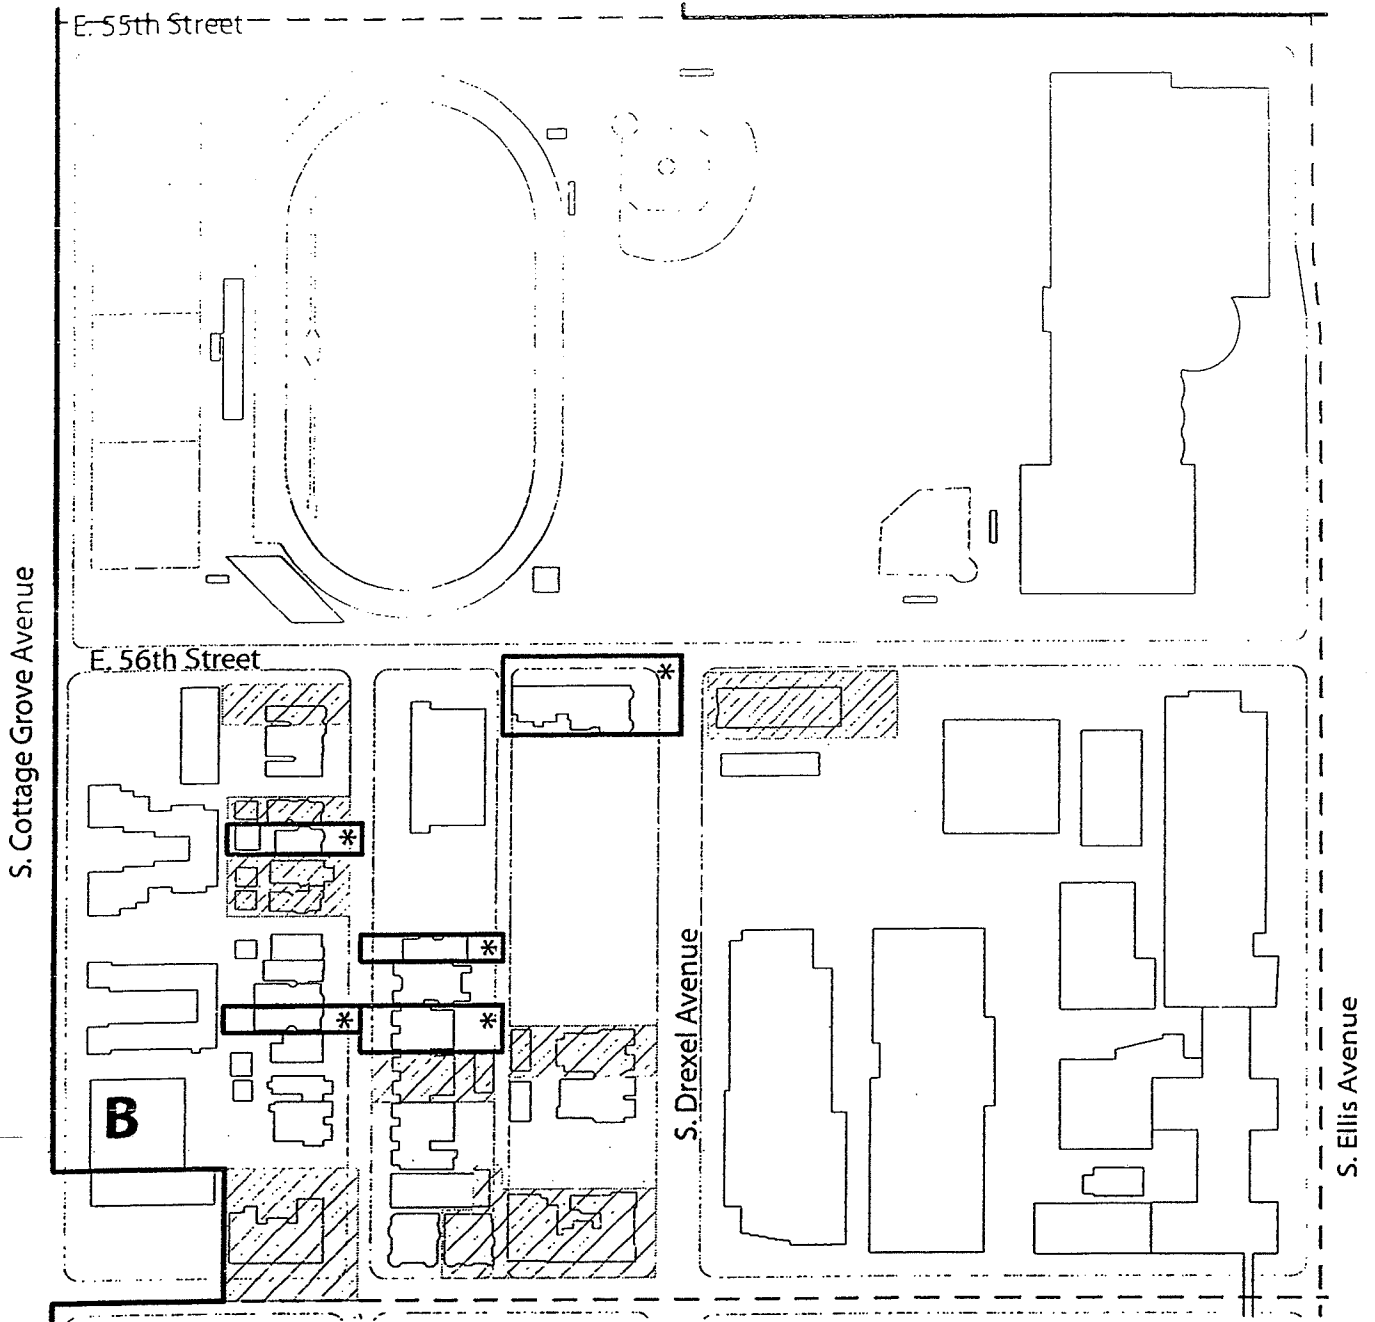 E. 55th Street
S. Cottage Grove Avenue
E. 56th Street
*
*
*
*
*
S. Drexel Avenue
S. Ellis Avenue
B